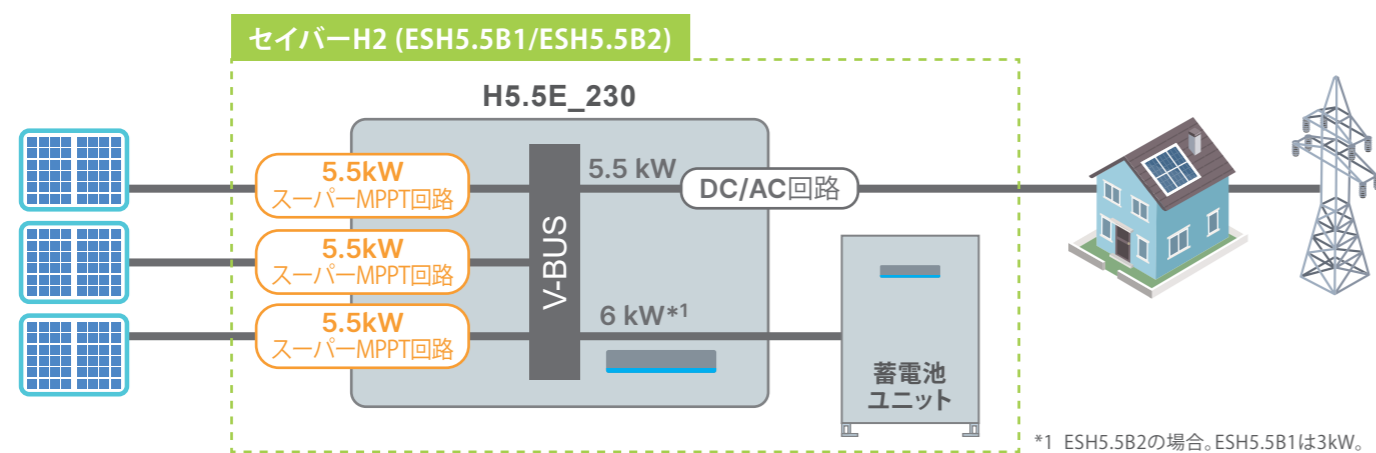 セイバーH2 (ESH5.5B1/ESH5.5B2)
H5.5E_230
5.5kW
スーパーMPPT回路
5.5kW
スーパーMPPT回路
5.5kW
スーパーMPPT回路
V-BUS
5.5 kW
DC/AC回路
6 kW*1
蓄電池
ユニット
*1 ESH5.5B2の場合。ESH5.5B1は3kW。